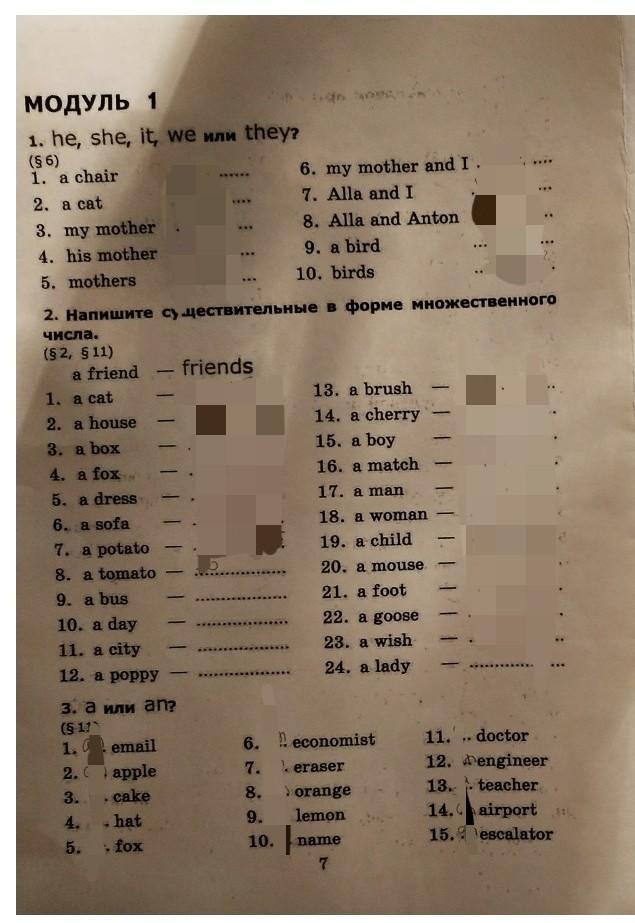 МОДУЛЬ 1
1. he, she, it, we или they?
(§ 6)
1. a chair ......
2. a cat ....
3. my mother ...
4. his mother ...
5. mothers ...
6. my mother and I . ....
7. Alla and I ...
8. Alla and Anton ..
9. a bird ... ...
10. birds .. .
2. Напишите существительные в форме множественного
числа.
(§ 2, § 11)
a friend — friends
1. a cat —
2. a house —
3. a box — .
4. a fox — .
5. a dress — .
6. a sofa — .
7. a potato — .
8. a tomato — ..................
9. a bus — ..................
10. a day — ..................
11. a city — ..................
12. a poppy — ..................
13. a brush —
14. a cherry —
15. a boy —
16. a match —
17. a man —
18. a woman —
19. a child —
20. a mouse —
21. a foot —
22. a goose —
23. a wish — . ..
24. a lady — ............... ...
3. a или an?
1. email
2. apple
3. . cake
4. . hat
5. . fox
6. economist
7. eraser
8. orange
9. lemon
10. name
11. .. doctor
12. engineer
13. teacher
14. airport
15. escalator
7